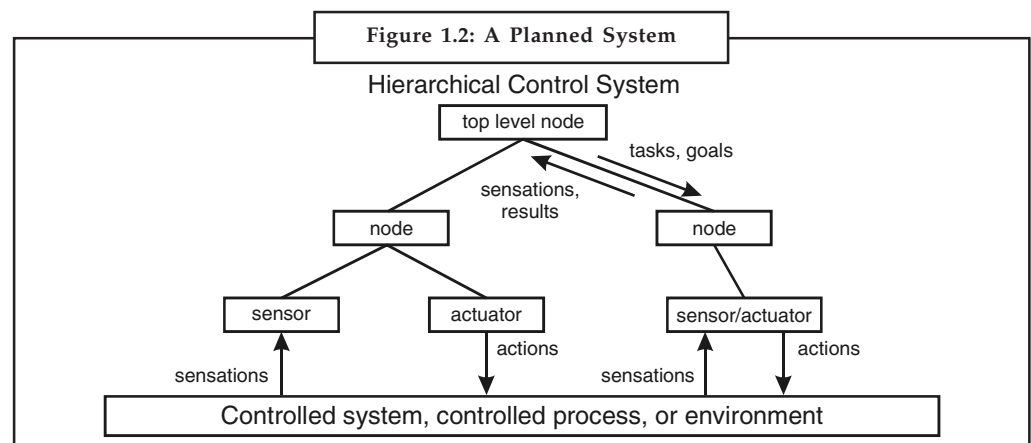 Figure 1.2: A Planned System
Hierarchical Control System
top level node
tasks, goals
sensations,
results
node
node
sensor
actuator
sensor/actuator
sensations
actions
sensations
actions
Controlled system, controlled process, or environment